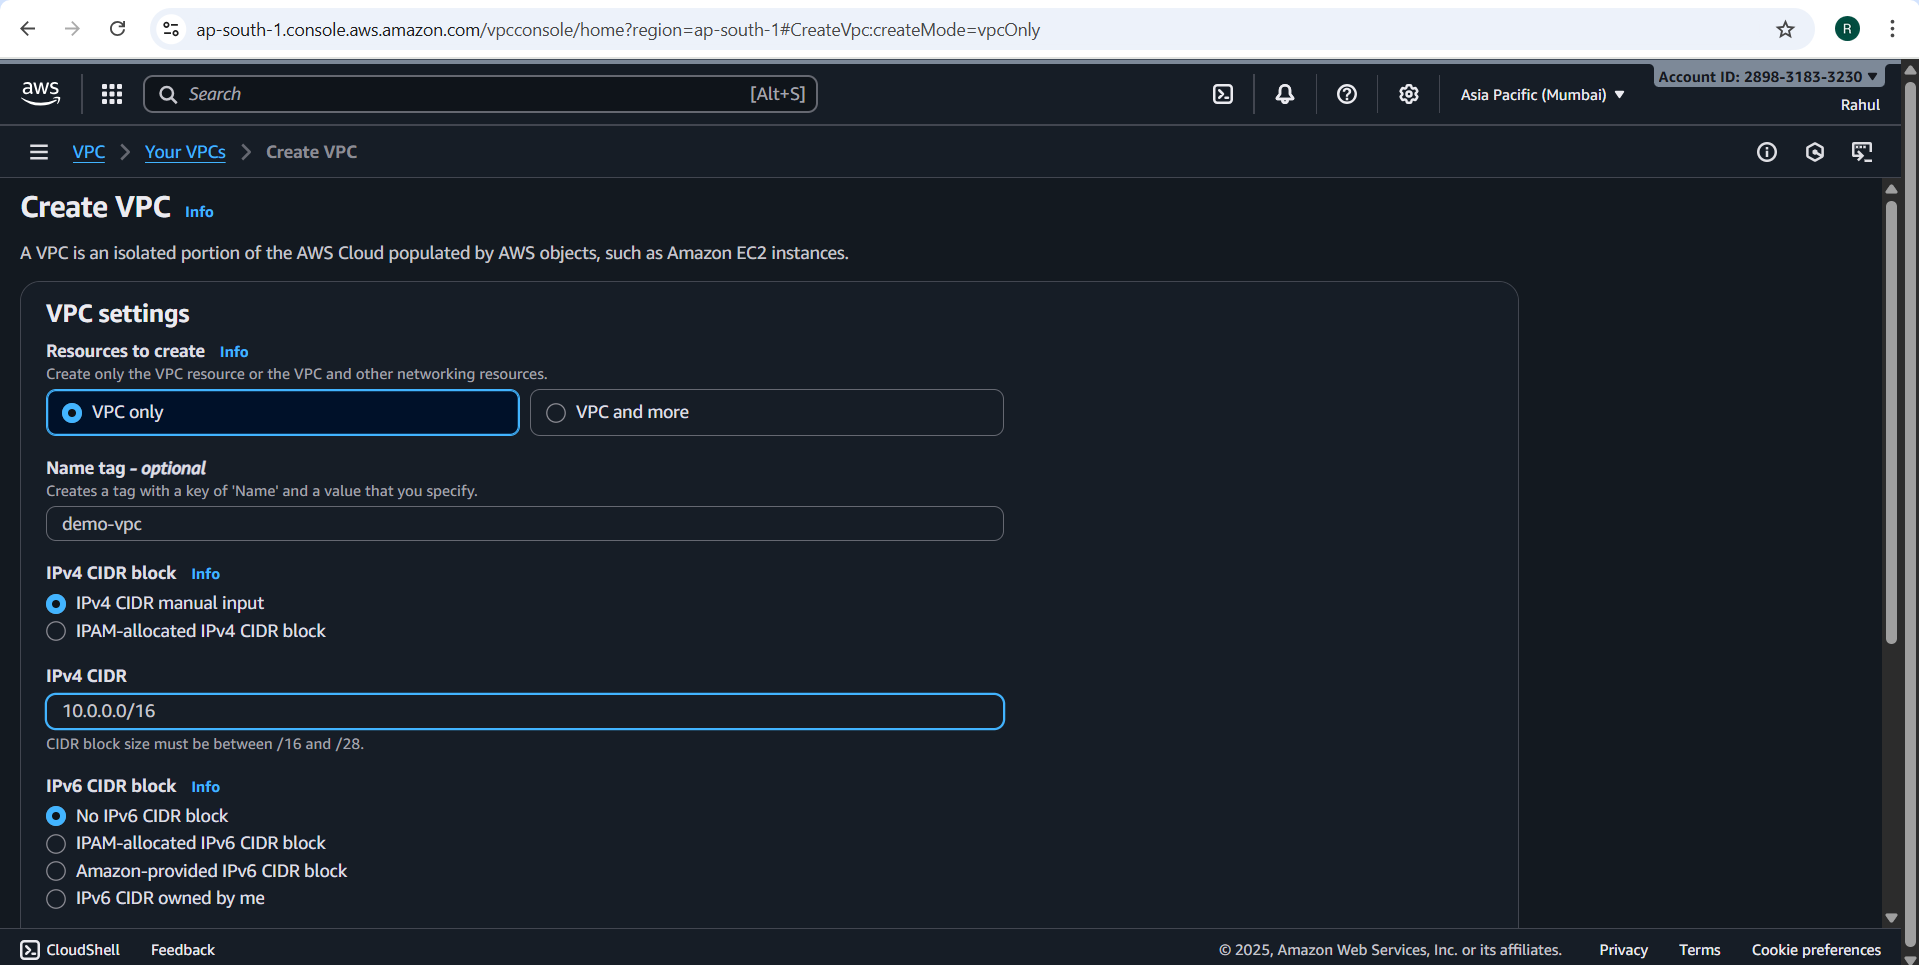 ap-south-1.console.aws.amazon.com/vpcconsole/home?region=ap-south-1#CreateVpc:createMode=vpcOnly
R
aws
Search [Alt+S]
Asia Pacific (Mumbai)
Account ID: 2898-3183-3230
Rahul
VPC
Your VPCs
Create VPC
Create VPC Info
A VPC is an isolated portion of the AWS Cloud populated by AWS objects, such as Amazon EC2 instances.
VPC settings
Resources to create Info
Create only the VPC resource or the VPC and other networking resources.
VPC only
VPC and more
Name tag - optional
Creates a tag with a key of 'Name' and a value that you specify.
demo-vpc
IPv4 CIDR block Info
IPv4 CIDR manual input
IPAM-allocated IPv4 CIDR block
IPv4 CIDR
10.0.0.0/16
CIDR block size must be between /16 and /28.
IPv6 CIDR block Info
No IPv6 CIDR block
IPAM-allocated IPv6 CIDR block
Amazon-provided IPv6 CIDR block
IPv6 CIDR owned by me
CloudShell
Feedback
© 2025, Amazon Web Services, Inc. or its affiliates.
Privacy
Terms
Cookie preferences